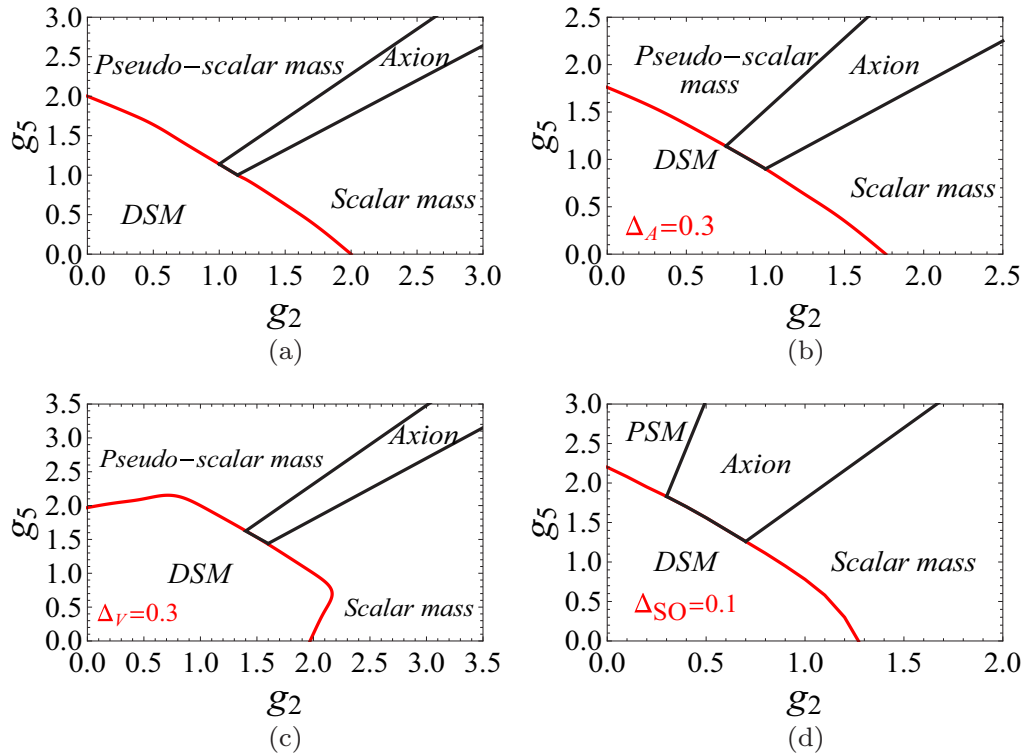 3.0
2.5
2.0
1.5
1.0
0.5
0.0
g5
Pseudo-scalar mass
Axion
DSM
Scalar mass
0.0 0.5 1.0 1.5 2.0 2.5 3.0
g2
(a)
2.5
2.0
1.5
1.0
0.5
0.0
g5
Pseudo-scalar
mass
Axion
DSM
Scalar mass
ΔA=0.3
0.0 0.5 1.0 1.5 2.0 2.5
g2
(b)
3.5
3.0
2.5
2.0
1.5
1.0
0.5
0.0
g5
Axion
Pseudo-scalar mass
DSM
ΔV=0.3
Scalar mass
0.0 0.5 1.0 1.5 2.0 2.5 3.0 3.5
g2
(c)
3.0
2.5
2.0
1.5
1.0
0.5
0.0
g5
PSM
Axion
DSM
Scalar mass
ΔSO=0.1
0.0 0.5 1.0 1.5 2.0
g2
(d)